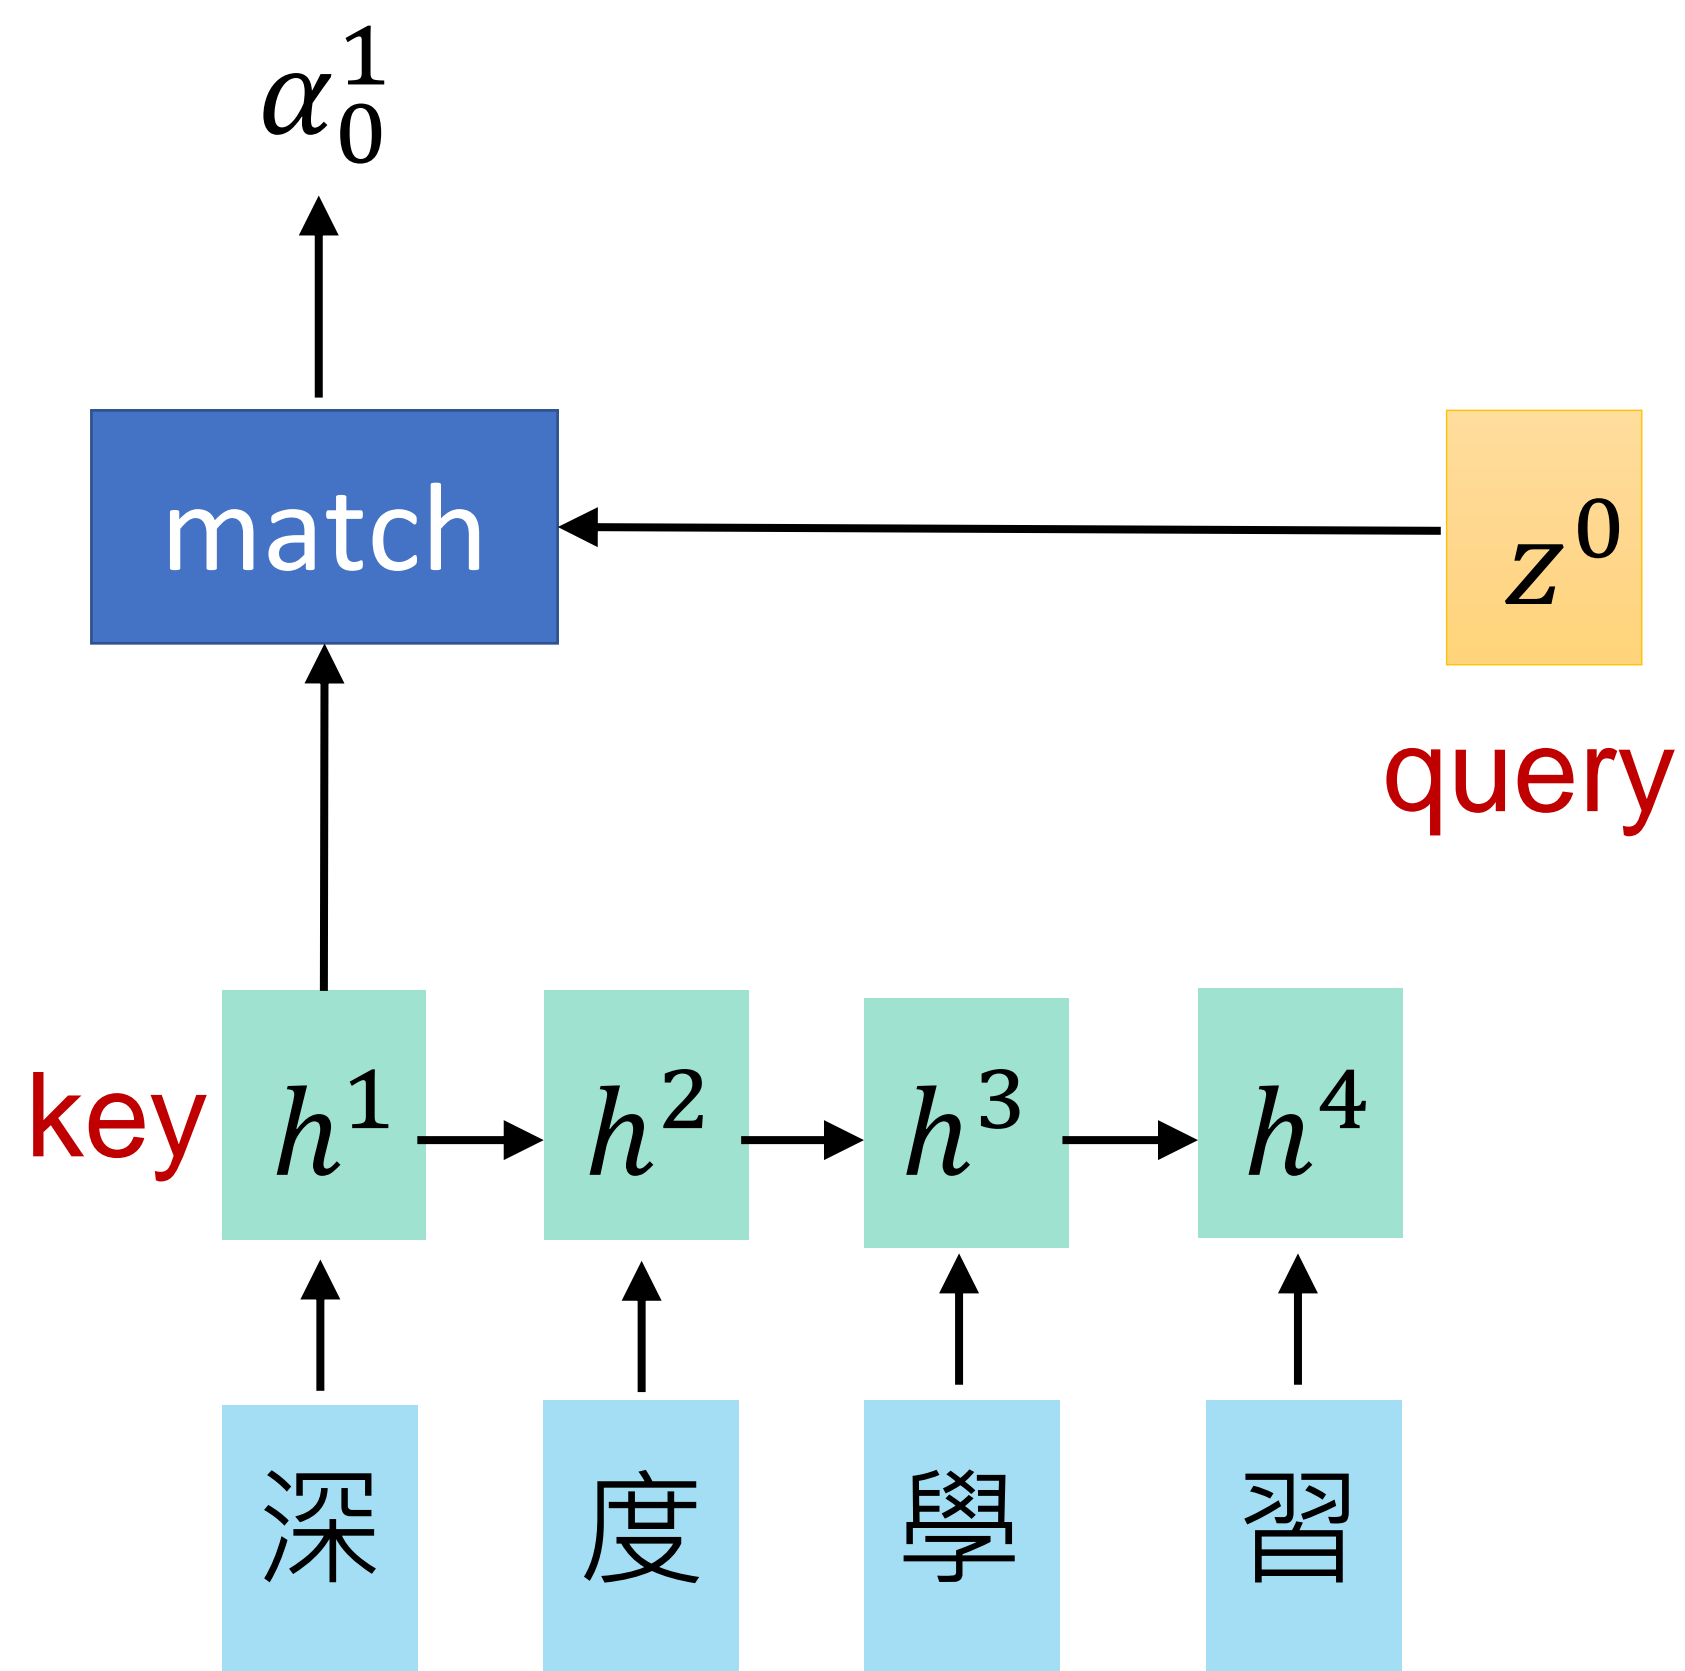 α₀¹
match
z⁰
query
key
h¹ h² h³ h⁴
深 度 學 習